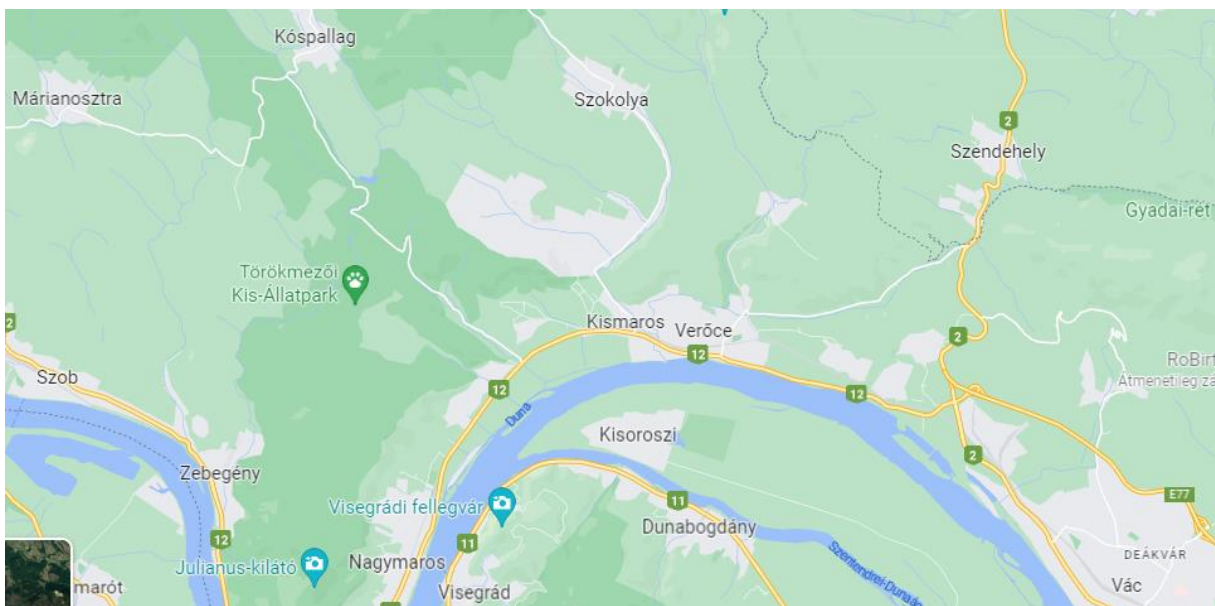 Kóspallag
Márianosztra
Szokolya
2
Szendehely
Gyadai-rét
Törökmezői
Kis-Állatpark
2
Kismaros
Verőce
2
12
RoBirt
Átmenetileg zá
Szob
12
12
Duna
Kisoroszi
2
Zebegény
Visegrádi fellegvár
11
E77
Dunabogdány
12
11
Szentendrei-Dunaág
DEÁKVÁR
Julianus-kilátó
Nagymaros
Visegrád
Vác
marót
12